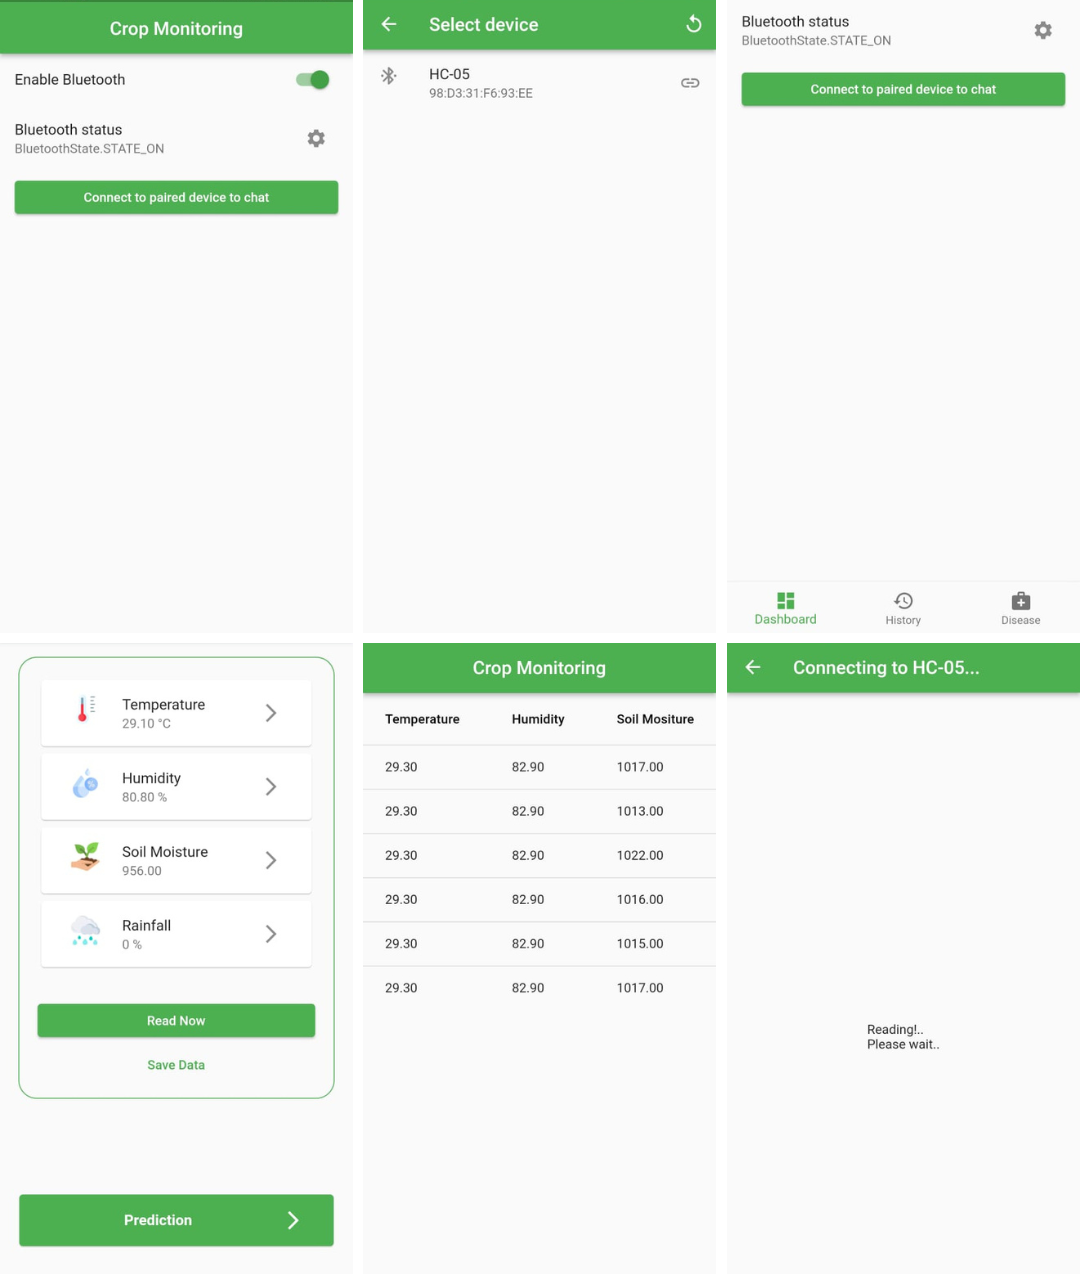 Crop Monitoring
Enable Bluetooth
Bluetooth status
BluetoothState.STATE_ON
Connect to paired device to chat
Select device
HC-05
98:D3:31:F6:93:EE
Bluetooth status
BluetoothState.STATE_ON
Connect to paired device to chat
Dashboard
History
Disease
Temperature
29.10 °C
Humidity
80.80 %
Soil Moisture
956.00
Rainfall
0 %
Read Now
Save Data
Prediction
Crop Monitoring
Temperature Humidity Soil Mositure
29.30 82.90 1017.00
29.30 82.90 1013.00
29.30 82.90 1022.00
29.30 82.90 1016.00
29.30 82.90 1015.00
29.30 82.90 1017.00
Connecting to HC-05...
Reading!..
Please wait..